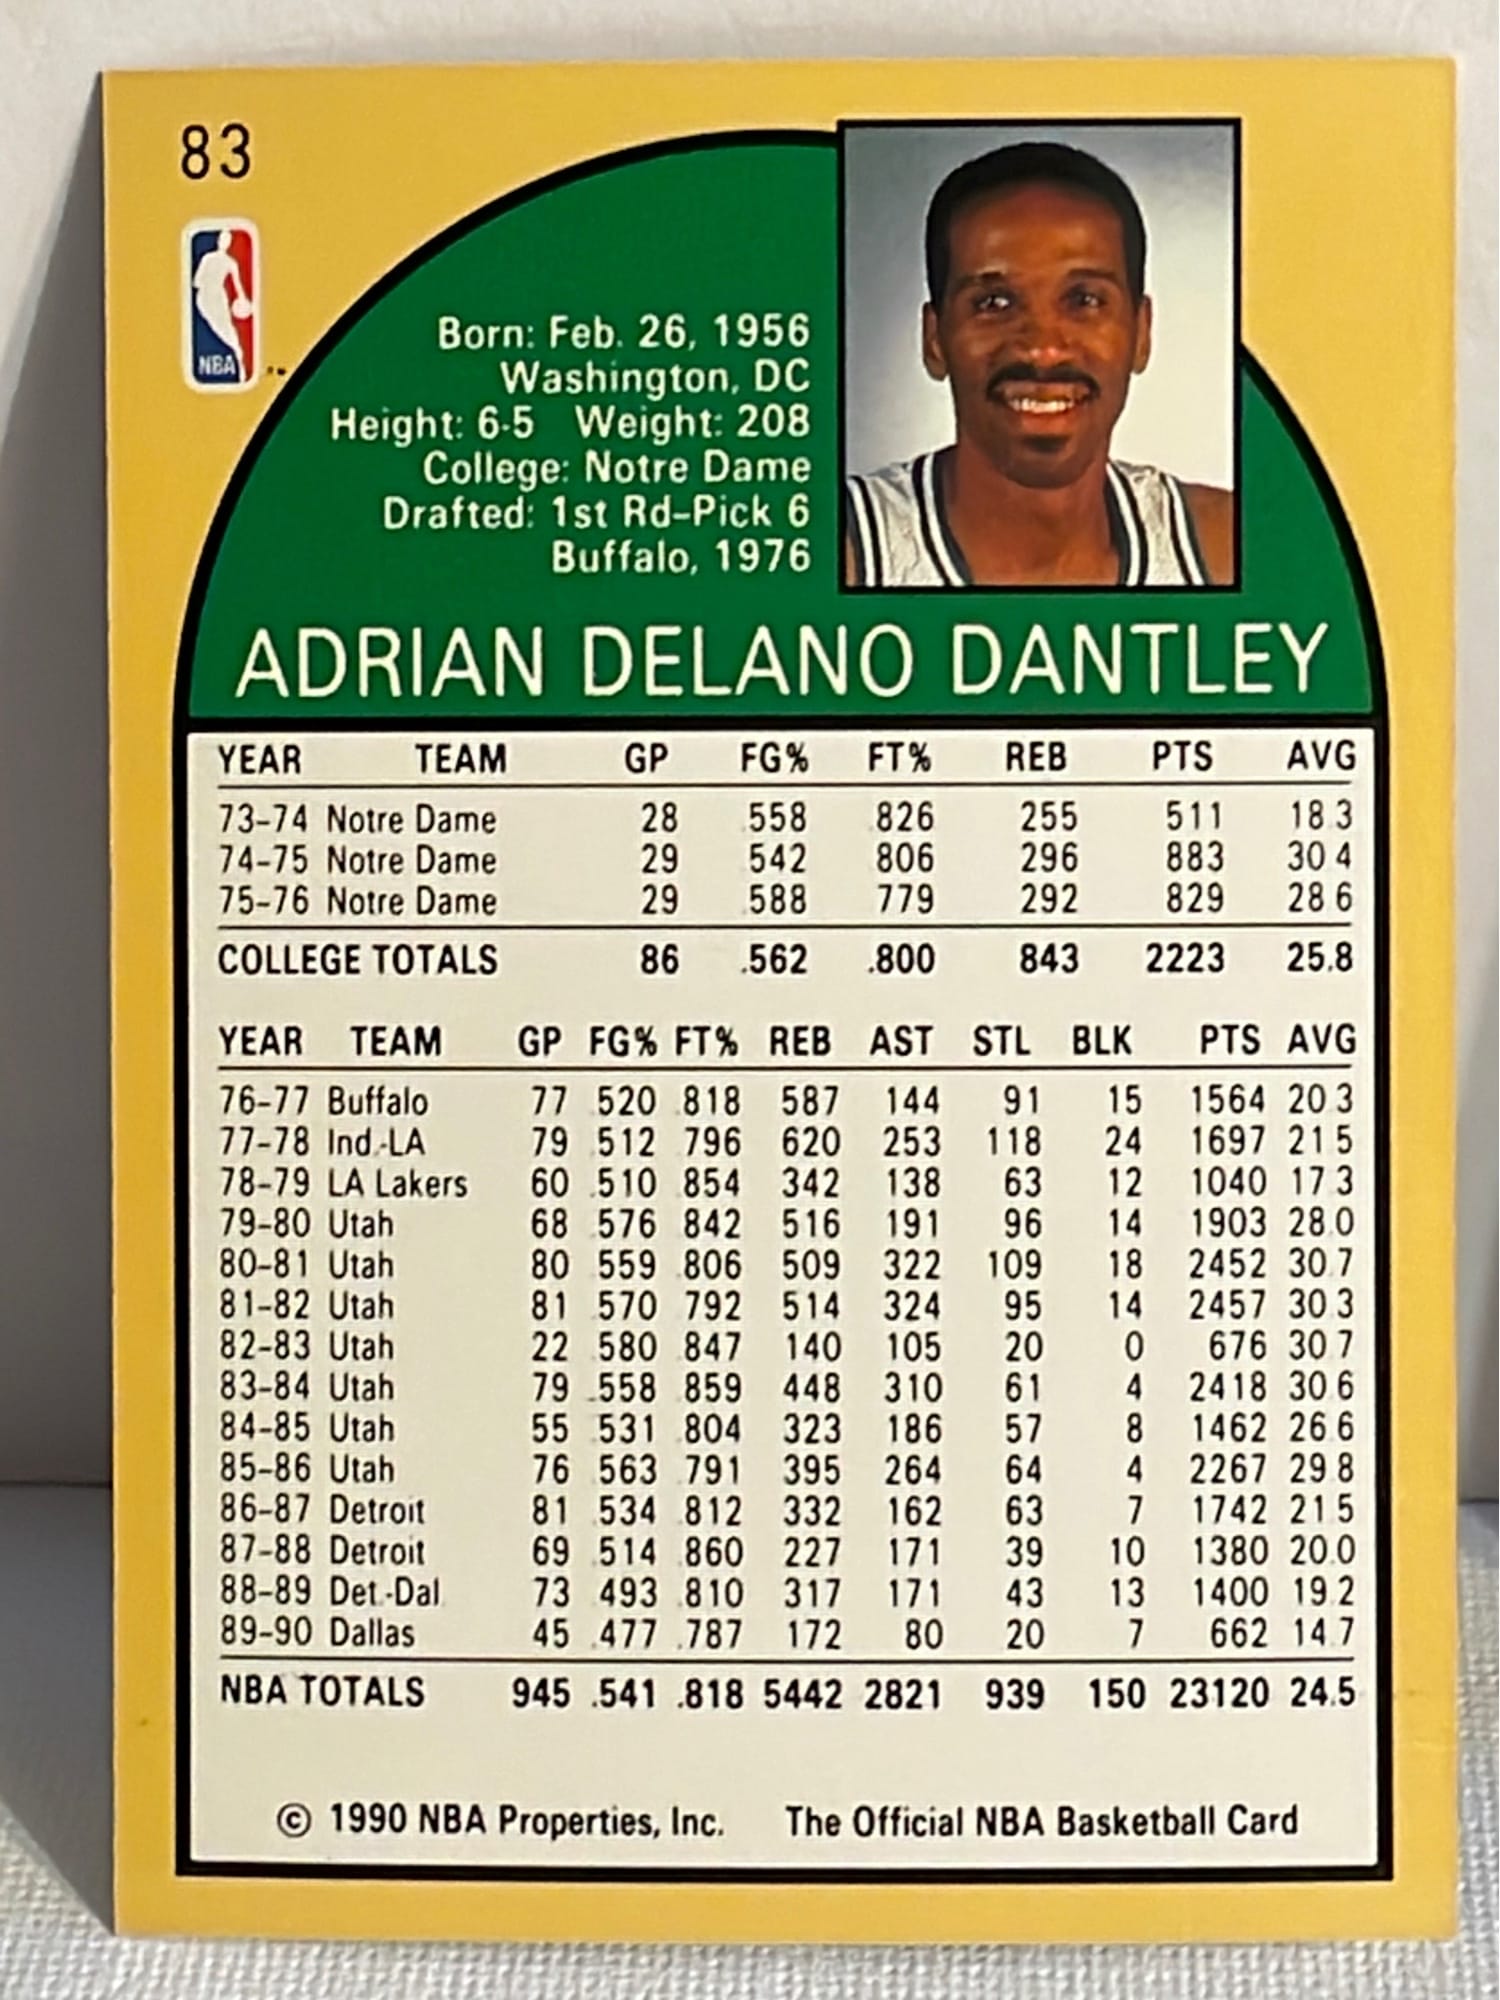 83
NBA
Born: Feb. 26, 1956
Washington, DC
Height: 6-5 Weight: 208
College: Notre Dame
Drafted: 1st Rd–Pick 6
Buffalo, 1976
ADRIAN DELANO DANTLEY
YEAR TEAM GP FG% FT% REB PTS AVG
73–74 Notre Dame 28 .558 .826 255 511 18.3
74–75 Notre Dame 29 .542 .806 296 883 30.4
75–76 Notre Dame 29 .588 .779 292 829 28.6
COLLEGE TOTALS 86 .562 .800 843 2223 25.8
YEAR TEAM GP FG% FT% REB AST STL BLK PTS AVG
76–77 Buffalo 77 .520 .818 587 144 91 15 1564 20.3
77–78 Ind.-LA 79 .512 .796 620 253 118 24 1697 21.5
78–79 LA Lakers 60 .510 .854 342 138 63 12 1040 17.3
79–80 Utah 68 .576 .842 516 191 96 14 1903 28.0
80–81 Utah 80 .559 .806 509 322 109 18 2452 30.7
81–82 Utah 81 .570 .792 514 324 95 14 2457 30.3
82–83 Utah 22 .580 .847 140 105 20 0 676 30.7
83–84 Utah 79 .558 .859 448 310 61 4 2418 30.6
84–85 Utah 55 .531 .804 323 186 57 8 1462 26.6
85–86 Utah 76 .563 .791 395 264 64 4 2267 29.8
86–87 Detroit 81 .534 .812 332 162 63 7 1742 21.5
87–88 Detroit 69 .514 .860 227 171 39 10 1380 20.0
88–89 Det.-Dal. 73 .493 .810 317 171 43 13 1400 19.2
89–90 Dallas 45 .477 .787 172 80 20 7 662 14.7
NBA TOTALS 945 .541 .818 5442 2821 939 150 23120 24.5
© 1990 NBA Properties, Inc. The Official NBA Basketball Card